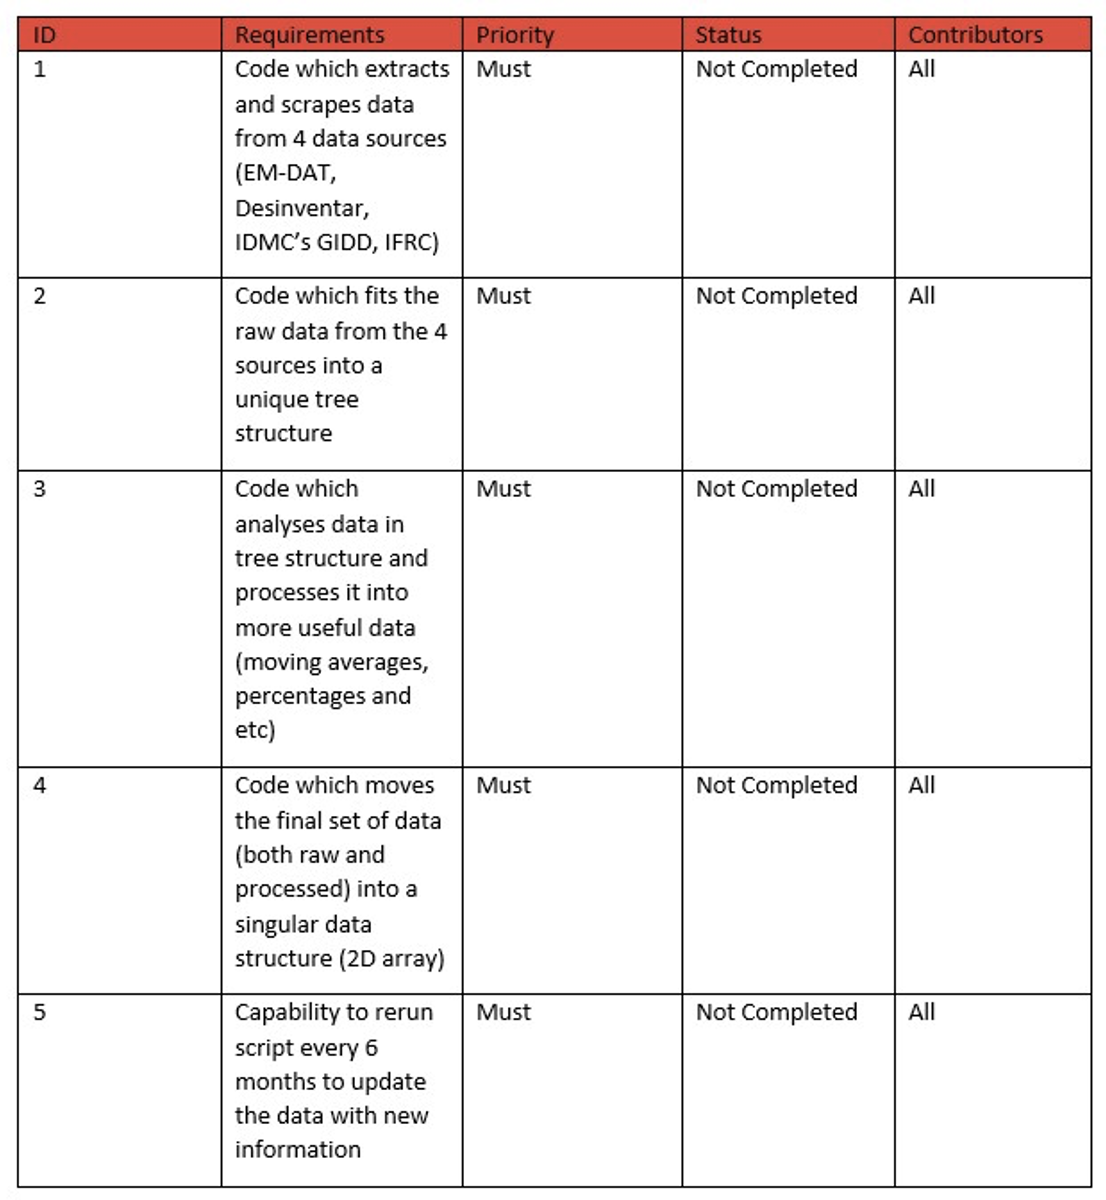 ID Requirements Priority Status Contributors
1 Code which extracts Must Not Completed All
and scrapes data
from 4 data sources
(EM-DAT,
Desinventar,
IDMC’s GIDD, IFRC)
2 Code which fits the Must Not Completed All
raw data from the 4
sources into a
unique tree
structure
3 Code which Must Not Completed All
analyses data in
tree structure and
processes it into
more useful data
(moving averages,
percentages and
etc)
4 Code which moves Must Not Completed All
the final set of data
(both raw and
processed) into a
singular data
structure (2D array)
5 Capability to rerun Must Not Completed All
script every 6
months to update
the data with new
information